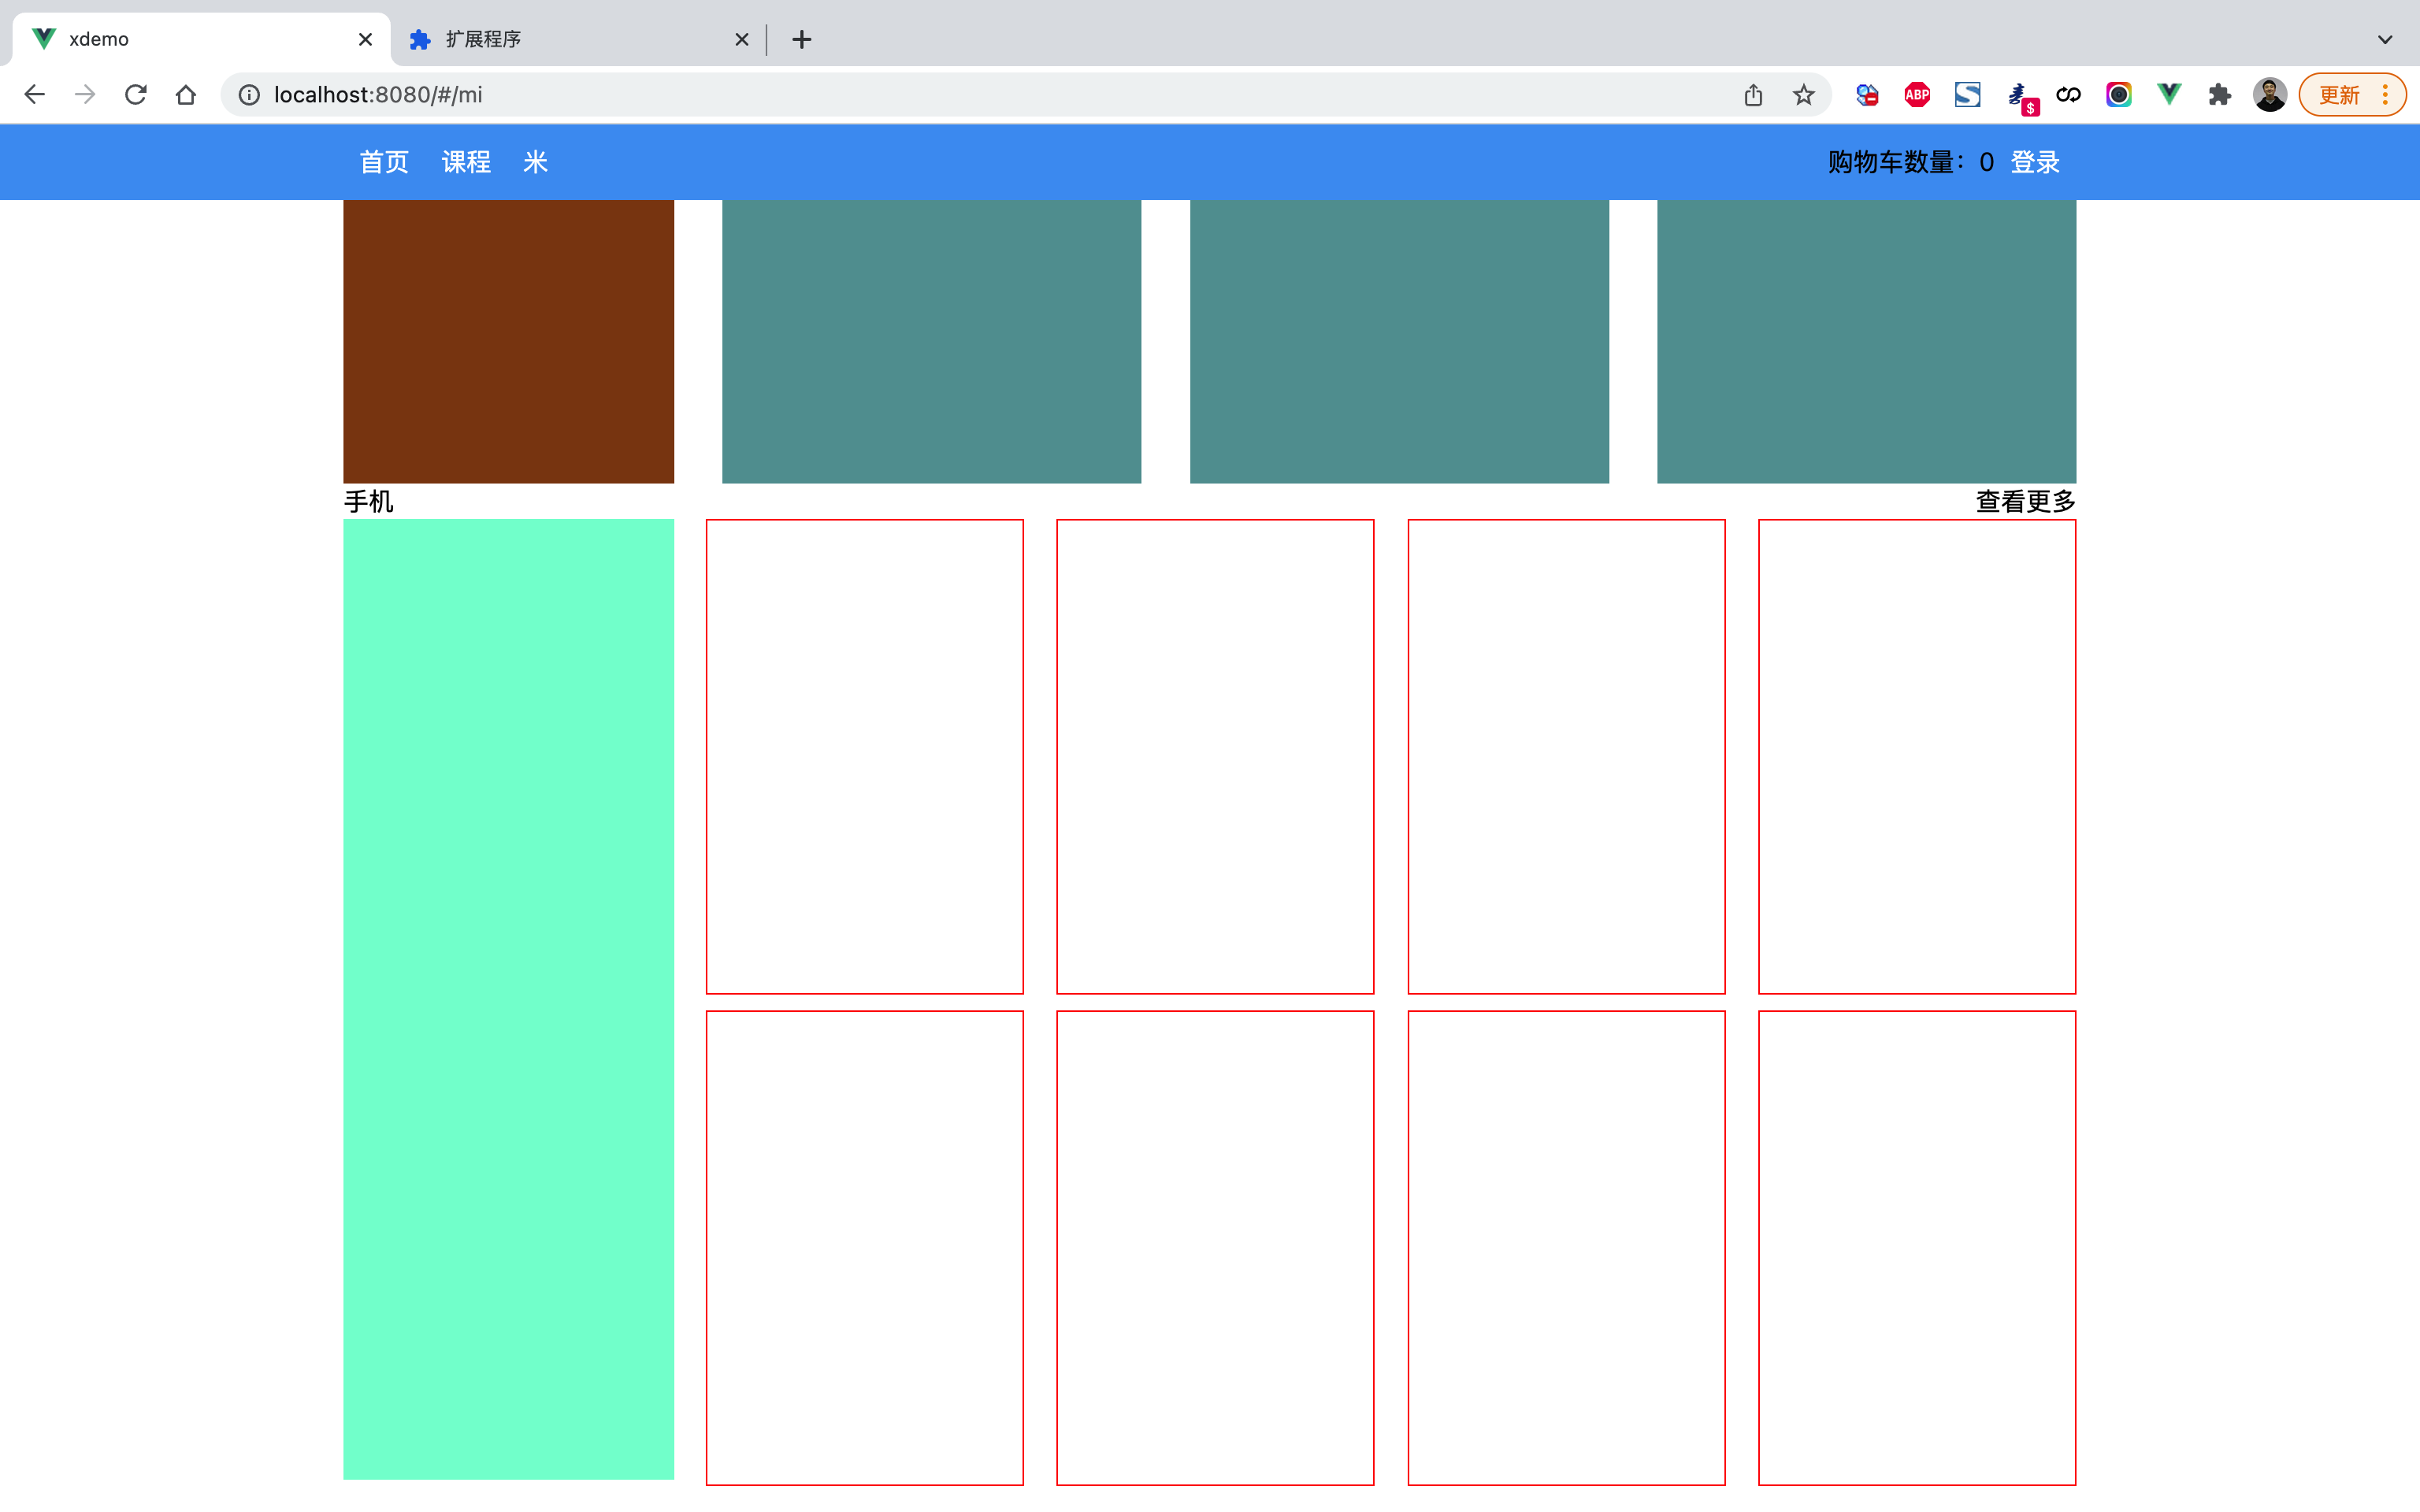 xdemo
扩展程序
localhost:8080/#/mi
ABP
$
更新
首页 课程 米
购物车数量：0 登录
手机
查看更多